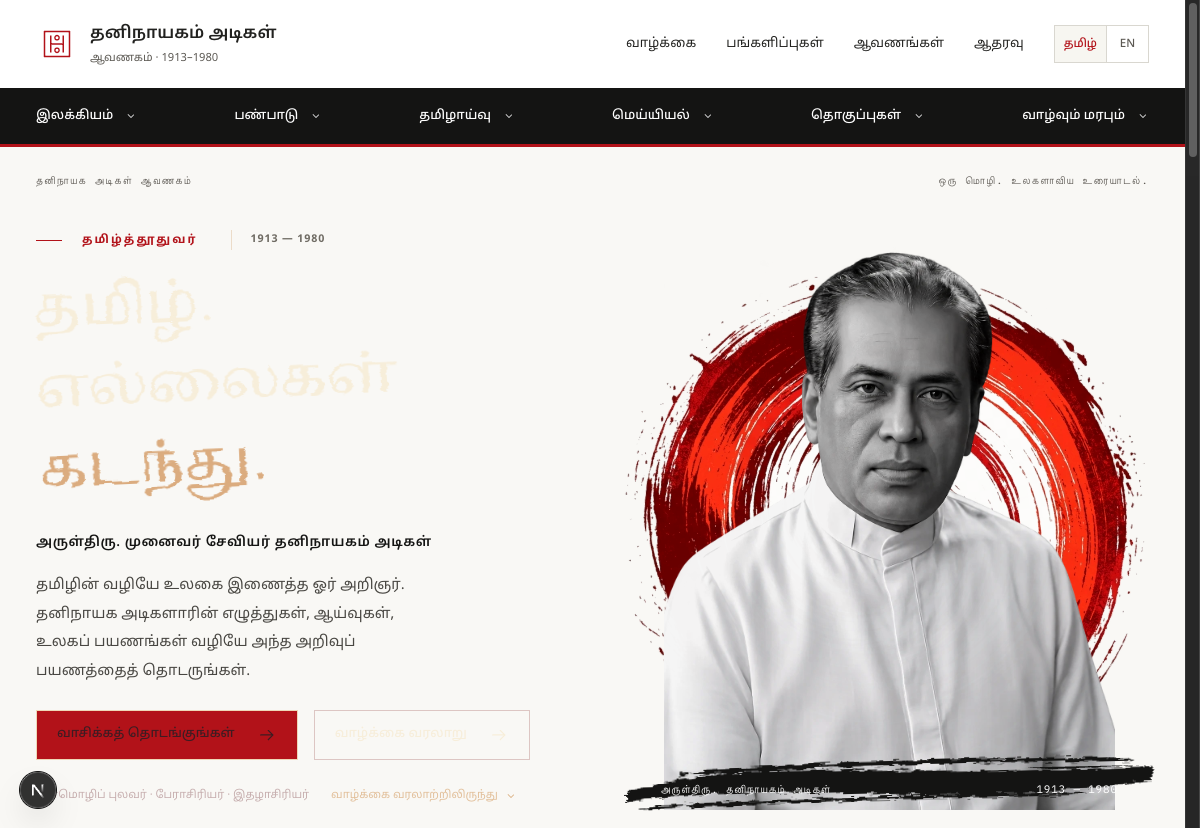 தனிநாயகம் அடிகள்
ஆவணகம் · 1913–1980
வாழ்க்கை பங்களிப்புகள் ஆவணங்கள் ஆதரவு தமிழ் EN
இலக்கியம் பண்பாடு தமிழாய்வு மெய்யியல் தொகுப்புகள் வாழ்வும் மரபும்
தனிநாயக அடிகள் ஆவணகம்
ஒரு மொழி. உலகளாவிய உரையாடல்.
தமிழ்த்தூதுவர் 1913 — 1980
தமிழ்.
எல்லைகள்
கடந்து.
அருள்திரு. முனைவர் சேவியர் தனிநாயகம் அடிகள்
தமிழின் வழியே உலகை இணைத்த ஓர் அறிஞர்.
தனிநாயக அடிகளாரின் எழுத்துகள், ஆய்வுகள்,
உலகப் பயணங்கள் வழியே அந்த அறிவுப்
பயணத்தைத் தொடருங்கள்.
வாசிக்கத் தொடங்குங்கள் → வாழ்க்கை வரலாறு →
N மொழிப் புலவர் · பேராசிரியர் · இதழாசிரியர் வாழ்க்கை வரலாற்றிலிருந்து
அருள்திரு. தனிநாயகம் அடிகள் 1913 — 1980